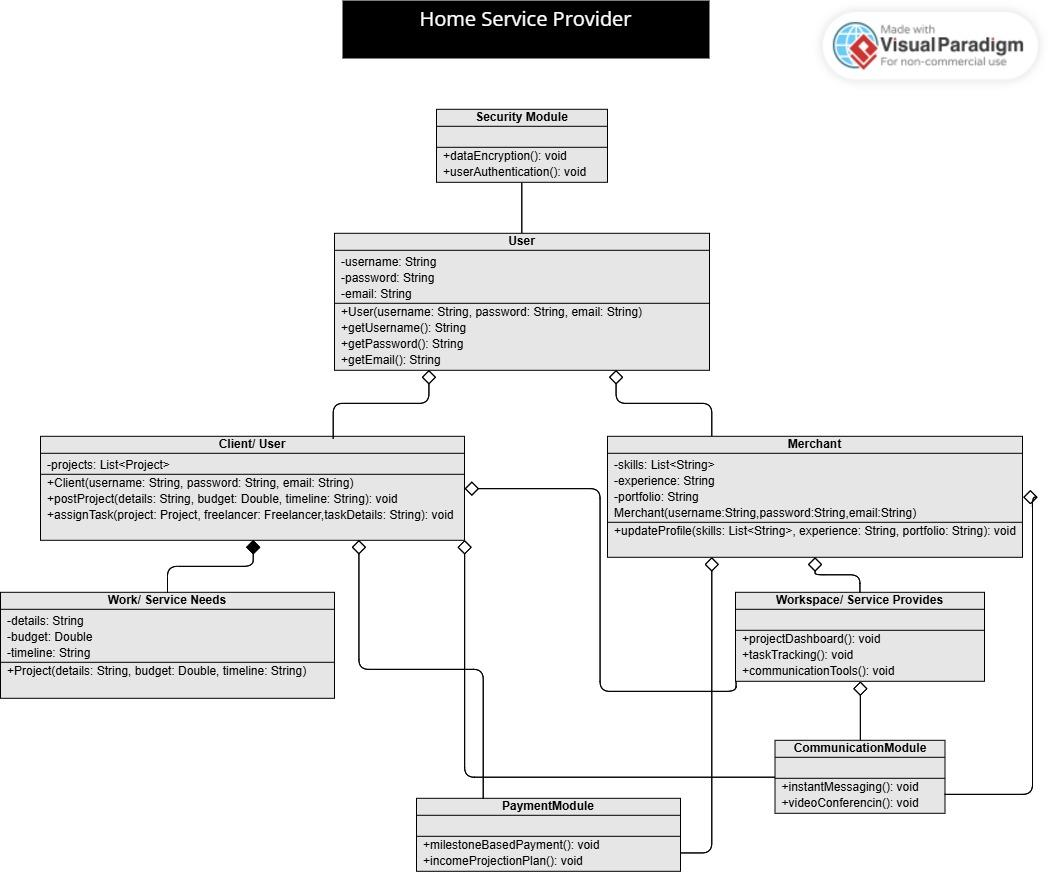 Home Service Provider
Made with
VisualParadigm
For non-commercial use
Security Module
+dataEncryption(): void
+userAuthentication(): void
User
-username: String
-password: String
-email: String
+User(username: String, password: String, email: String)
+getUsername(): String
+getPassword(): String
+getEmail(): String
Client/ User
-projects: List<Project>
+Client(username: String, password: String, email: String)
+postProject(details: String, budget: Double, timeline: String): void
+assignTask(project: Project, freelancer: Freelancer,taskDetails: String): void
Merchant
-skills: List<String>
-experience: String
-portfolio: String
Merchant(username:String,password:String,email:String)
+updateProfile(skills: List<String>, experience: String, portfolio: String): void
Work/ Service Needs
-details: String
-budget: Double
-timeline: String
+Project(details: String, budget: Double, timeline: String)
Workspace/ Service Provides
+projectDashboard(): void
+taskTracking(): void
+communicationTools(): void
CommunicationModule
+instantMessaging(): void
+videoConferencin(): void
PaymentModule
+milestoneBasedPayment(): void
+incomeProjectionPlan(): void